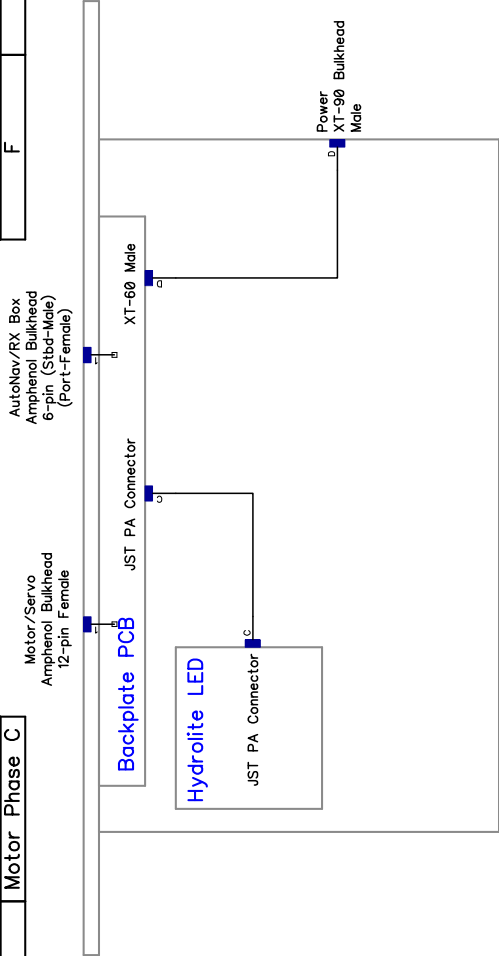 Motor Phase C
F
Motor/Servo
Amphenol Bulkhead
12-pin Female
AutoNav/RX Box
Amphenol Bulkhead
6-pin (Stbd-Male)
(Port-Female)
Backplate PCB
JST PA Connector
XT-60 Male
C
D
Hydrolite LED
JST PA Connector
C
D
Power
XT-90 Bulkhead
Male